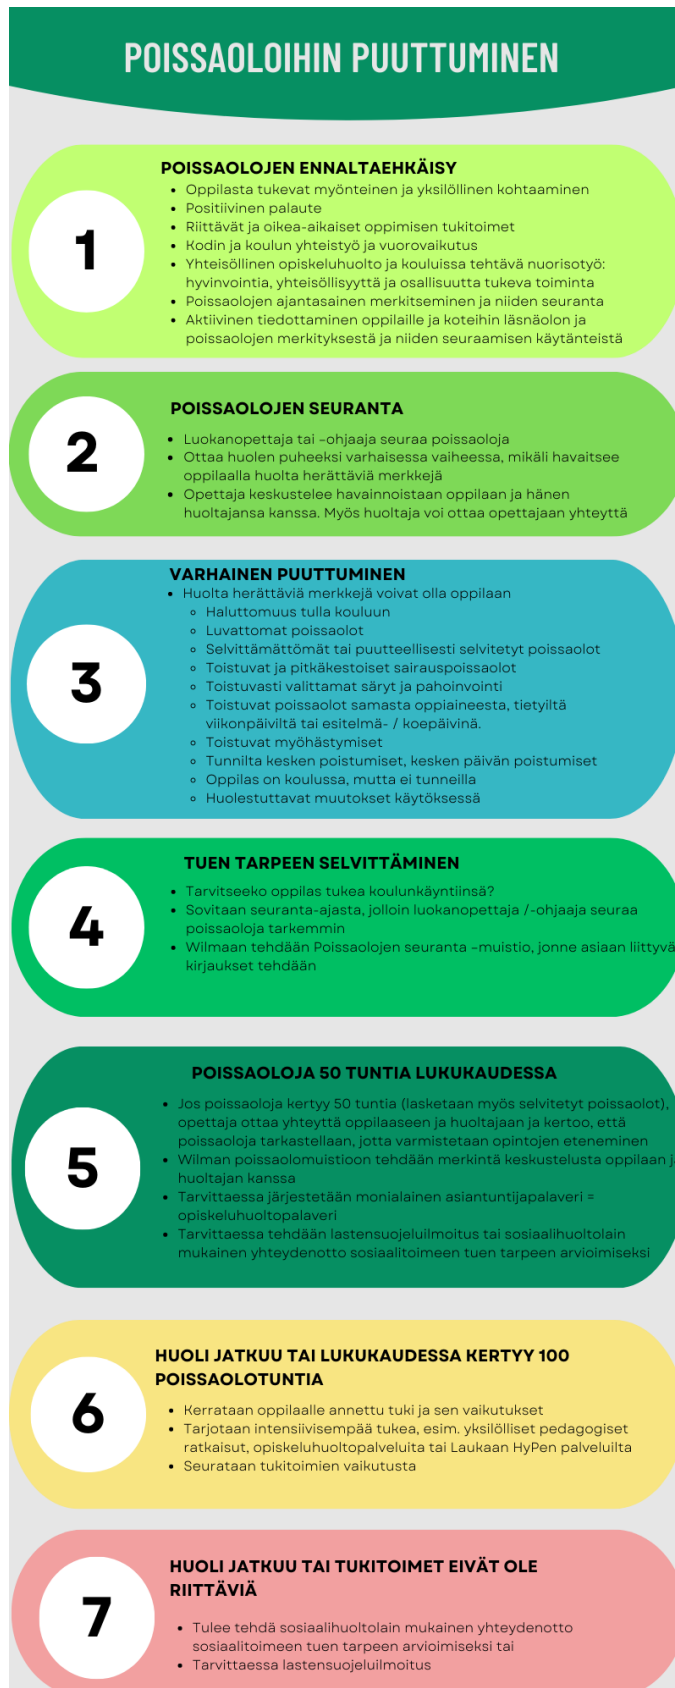 POISSAOLOIHIN PUUTTUMINEN
1
POISSAOLOJEN ENNALTAEHKÄISY
• Oppilasta tukevat myönteinen ja yksilöllinen kohtaaminen
• Positiivinen palaute
• Riittävät ja oikea-aikaiset oppimisen tukitoimet
• Kodin ja koulun yhteistyö ja vuorovaikutus
• Yhteisöllinen opiskeluhuolto ja kouluissa tehtävä nuorisotyö:
hyvinvointia, yhteisöllisyyttä ja osallisuutta tukeva toiminta
• Poissaolojen ajantasainen merkitseminen ja niiden seuranta
• Aktiivinen tiedottaminen oppilaille ja koteihin läsnäolon ja
poissaolojen merkityksestä ja niiden seuraamisen käytänteistä
2
POISSAOLOJEN SEURANTA
• Luokanopettaja tai –ohjaaja seuraa poissaoloja
• Ottaa huolen puheeksi varhaisessa vaiheessa, mikäli havaitsee
oppilaalla huolta herättäviä merkkejä
• Opettaja keskustelee havainnoistaan oppilaan ja hänen
huoltajansa kanssa. Myös huoltaja voi ottaa opettajaan yhteyttä
3
VARHAINEN PUUTTUMINEN
• Huolta herättäviä merkkejä voivat olla oppilaan
◦ Haluttomuus tulla kouluun
◦ Luvattomat poissaolot
◦ Selvittämättömät tai puutteellisesti selvitetyt poissaolot
◦ Toistuvat ja pitkäkestoiset sairauspoissaolot
◦ Toistuvasti valittamat säryt ja pahoinvointi
◦ Toistuvat poissaolot samasta oppiaineesta, tietyiltä
viikonpäiviltä tai esitelmä- / koepäivinä.
◦ Toistuvat myöhästymiset
◦ Tunnilta kesken poistumiset, kesken päivän poistumiset
◦ Oppilas on koulussa, mutta ei tunneilla
◦ Huolestuttavat muutokset käytöksessä
4
TUEN TARPEEN SELVITTÄMINEN
• Tarvitseeko oppilas tukea koulunkäyntiinsä?
• Sovitaan seuranta-ajasta, jolloin luokanopettaja /-ohjaaja seuraa
poissaoloja tarkemmin
• Wilmaan tehdään Poissaolojen seuranta –muistio, jonne asiaan liittyvä
kirjaukset tehdään
5
POISSAOLOJA 50 TUNTIA LUKUKAUDESSA
• Jos poissaoloja kertyy 50 tuntia (lasketaan myös selvitetyt poissaolot),
opettaja ottaa yhteyttä oppilaaseen ja huoltajaan ja kertoo, että
poissaoloja tarkastellaan, jotta varmistetaan opintojen eteneminen
• Wilman poissaolomuistioon tehdään merkintä keskustelusta oppilaan j
huoltajan kanssa
• Tarvittaessa järjestetään monialainen asiantuntijapalaveri =
opiskeluhuoltopalaveri
• Tarvittaessa tehdään lastensuojeluilmoitus tai sosiaalihuoltolain
mukainen yhteydenotto sosiaalitoimeen tuen tarpeen arvioimiseksi
6
HUOLI JATKUU TAI LUKUKAUDESSA KERTYY 100
POISSAOLOTUNTIA
• Kerrataan oppilaalle annettu tuki ja sen vaikutukset
• Tarjotaan intensiivisempää tukea, esim. yksilölliset pedagogiset
ratkaisut, opiskeluhuoltopalveluita tai Laukaan HyPen palveluilta
• Seurataan tukitoimien vaikutusta
7
HUOLI JATKUU TAI TUKITOIMET EIVÄT OLE
RIITTÄVIÄ
• Tulee tehdä sosiaalihuoltolain mukainen yhteydenotto
sosiaalitoimeen tuen tarpeen arvioimiseksi tai
• Tarvittaessa lastensuojeluilmoitus